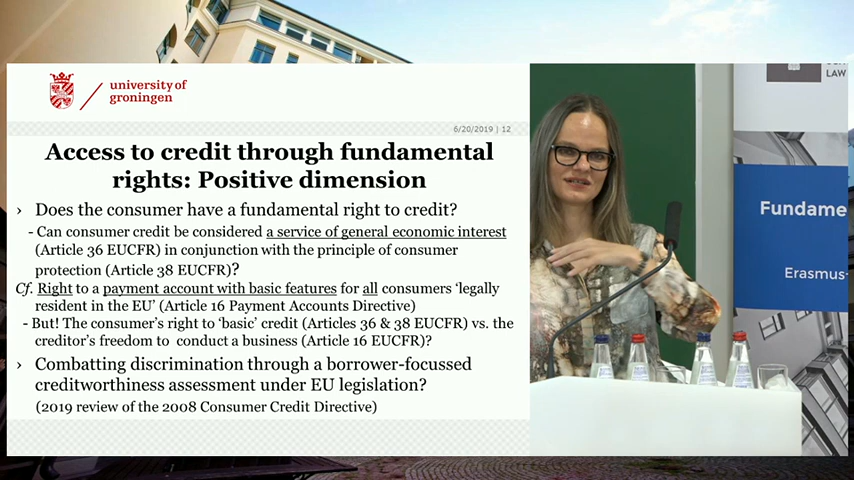 university of
groningen
6/20/2019 | 12
Access to credit through fundamental
rights: Positive dimension
› Does the consumer have a fundamental right to credit?
- Can consumer credit be considered a service of general economic interest
(Article 36 EUCFR) in conjunction with the principle of consumer
protection (Article 38 EUCFR)?
Cf. Right to a payment account with basic features for all consumers ‘legally
resident in the EU’ (Article 16 Payment Accounts Directive)
- But! The consumer’s right to ‘basic’ credit (Articles 36 & 38 EUCFR) vs. the
creditor’s freedom to conduct a business (Article 16 EUCFR)?
› Combatting discrimination through a borrower-focussed
creditworthiness assessment under EU legislation?
(2019 review of the 2008 Consumer Credit Directive)
LAW
Fundame
Erasmus-